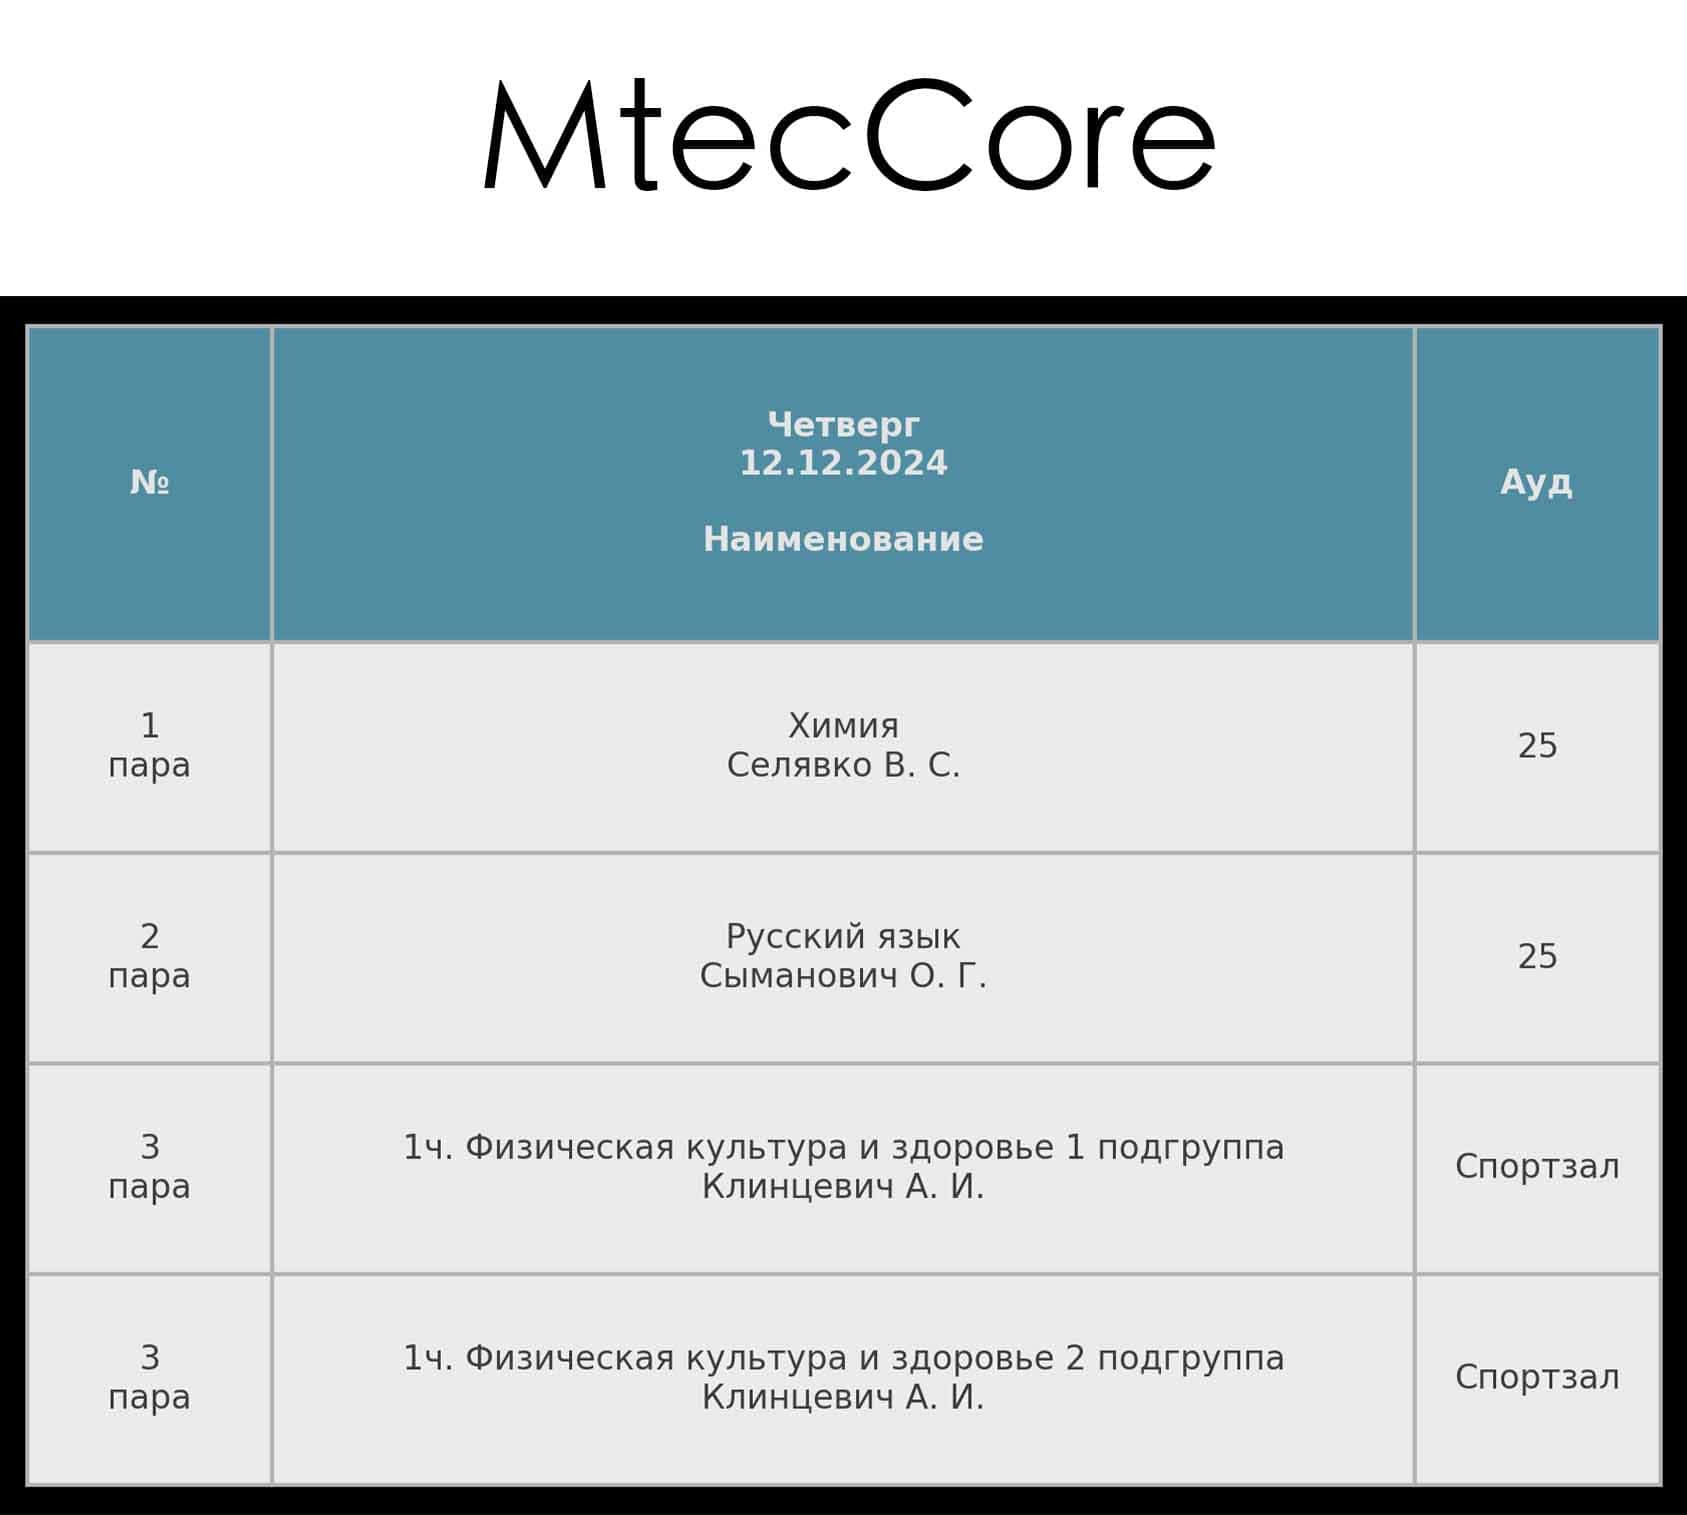 MtecCore
№
Четверг
12.12.2024
Наименование
Ауд
1
пара
Химия
Селявко В. С.
25
2
пара
Русский язык
Сыманович О. Г.
25
3
пара
1ч. Физическая культура и здоровье 1 подгруппа
Клинцевич А. И.
Спортзал
3
пара
1ч. Физическая культура и здоровье 2 подгруппа
Клинцевич А. И.
Спортзал